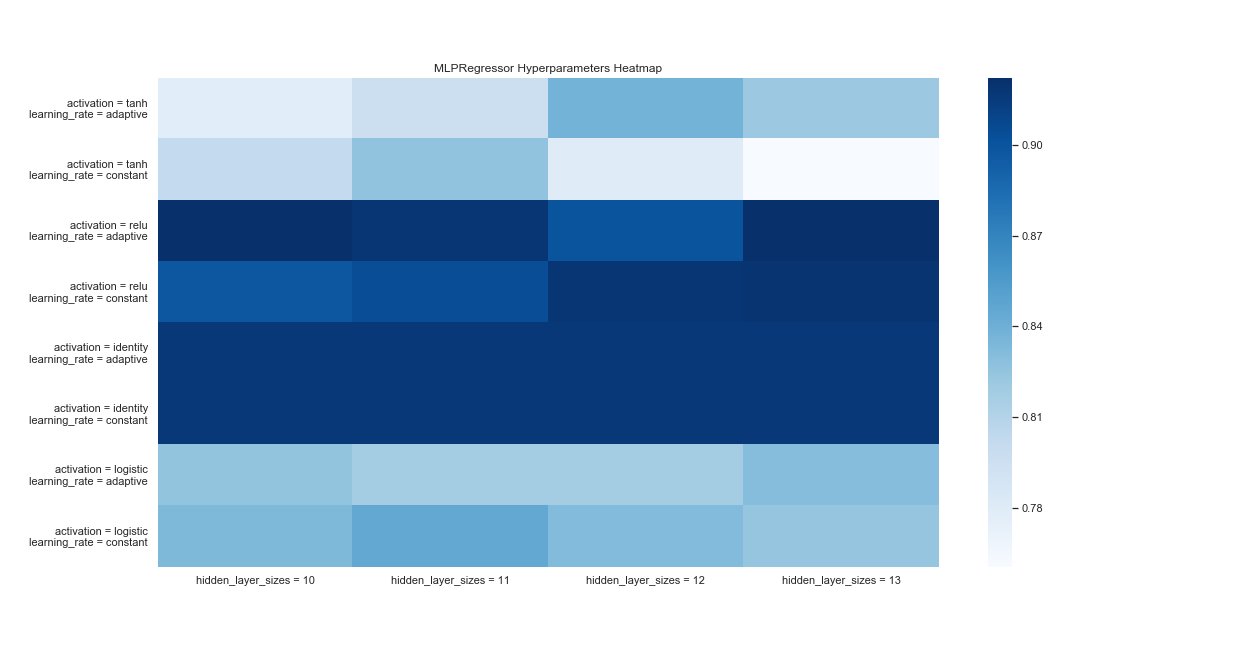 MLPRegressor Hyperparameters Heatmap
activation = tanh
learning_rate = adaptive
activation = tanh
learning_rate = constant
activation = relu
learning_rate = adaptive
activation = relu
learning_rate = constant
activation = identity
learning_rate = adaptive
activation = identity
learning_rate = constant
activation = logistic
learning_rate = adaptive
activation = logistic
learning_rate = constant
hidden_layer_sizes = 10
hidden_layer_sizes = 11
hidden_layer_sizes = 12
hidden_layer_sizes = 13
0.90
0.87
0.84
0.81
0.78